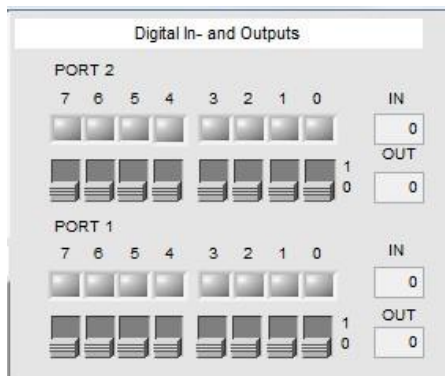 Digital In- and Outputs
PORT 2
7 6 5 4 3 2 1 0 IN
0
OUT
1
0 0
PORT 1
7 6 5 4 3 2 1 0 IN
0
OUT
1
0 0